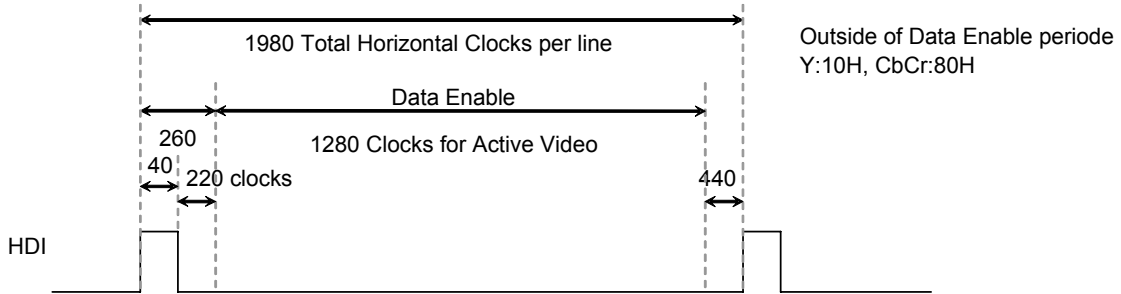 1980 Total Horizontal Clocks per line
Outside of Data Enable periode
Y:10H, CbCr:80H
Data Enable
260
1280 Clocks for Active Video
40
220 clocks
440
HDI